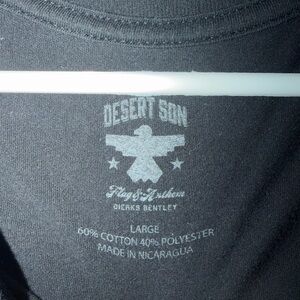 DESERT SON
Flag & Anthem
DIERKS BENTLEY
LARGE
60% COTTON 40% POLYESTER
MADE IN NICARAGUA